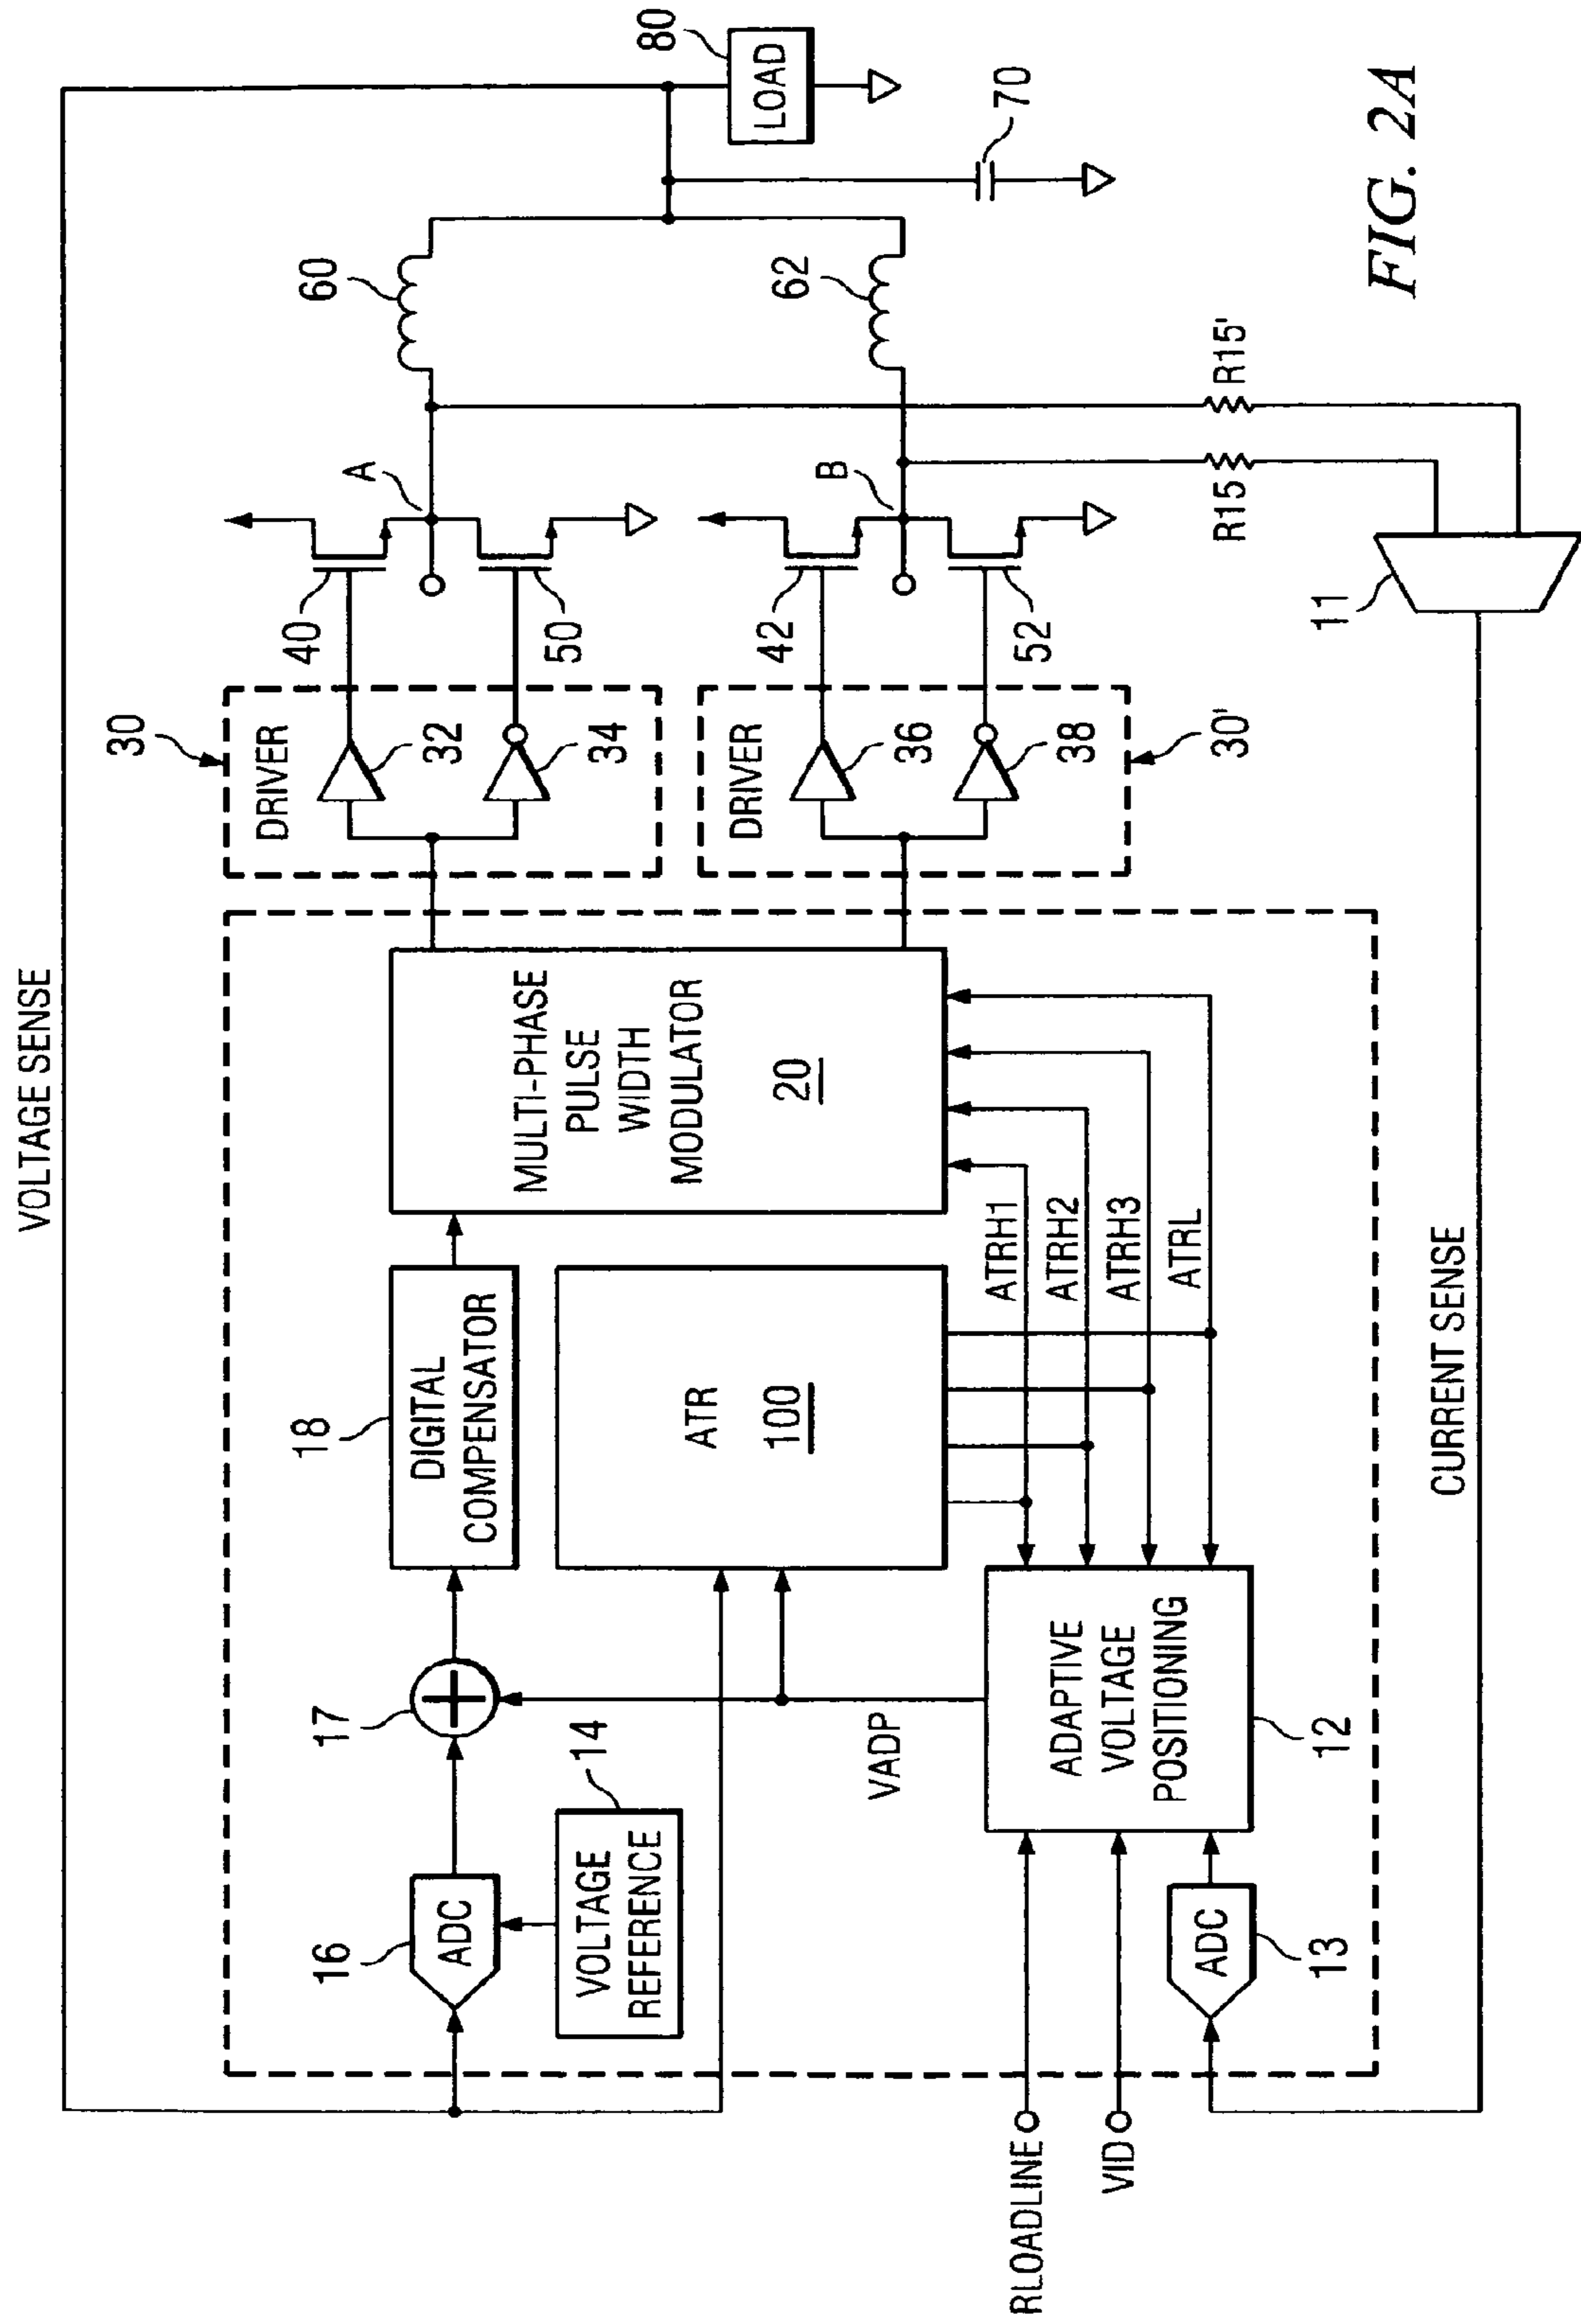 VOLTAGE SENSE
16
ADC
14
VOLTAGE
REFERENCE
17
18
DIGITAL
COMPENSATOR
ATR
100
MULTI-PHASE
PULSE
WIDTH
MODULATOR
20
30
DRIVER
32
34
40
50
A
60
80
LOAD
70
DRIVER
36
38
30'
42
52
B
62
VADP
RLOADLINE
VID
ADC
13
ADAPTIVE
VOLTAGE
POSITIONING
12
ATRH1
ATRH2
ATRH3
ATRL
R15
R15'
11
CURRENT SENSE
FIG. 2A